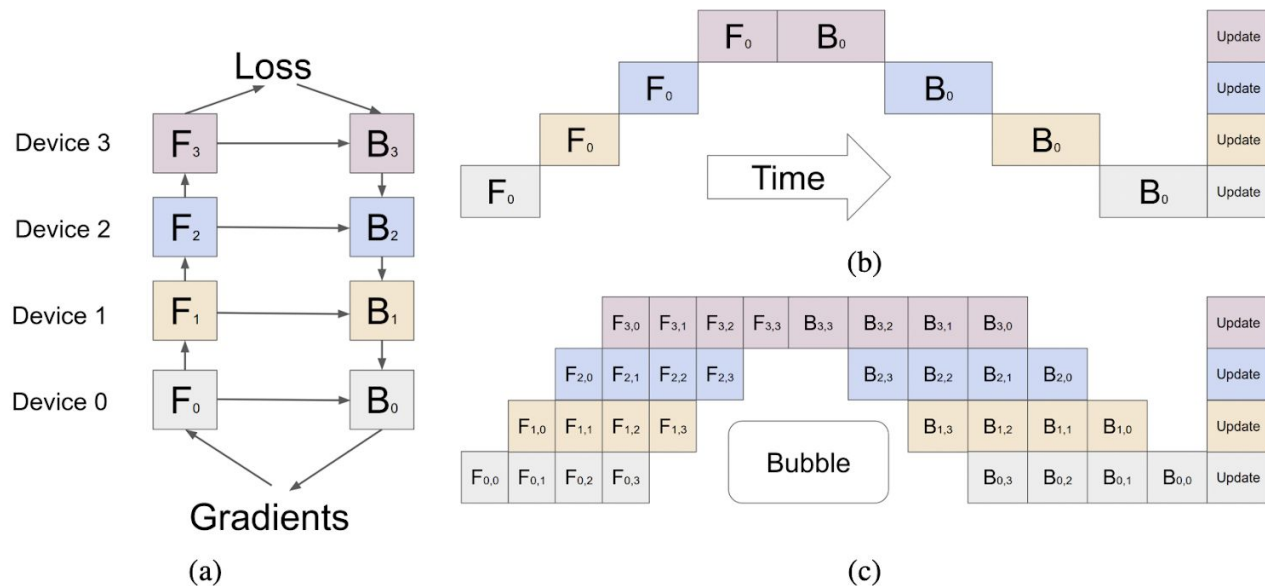 Loss
Device 3 F₃ B₃
Device 2 F₂ B₂
Device 1 F₁ B₁
Device 0 F₀ B₀
Gradients
(a)
F₀ B₀ Update
F₀ B₀ Update
F₀ B₀ Update
Time
F₀ B₀ Update
(b)
F₃,₀ F₃,₁ F₃,₂ F₃,₃ B₃,₃ B₃,₂ B₃,₁ B₃,₀ Update
F₂,₀ F₂,₁ F₂,₂ F₂,₃ B₂,₃ B₂,₂ B₂,₁ B₂,₀ Update
F₁,₀ F₁,₁ F₁,₂ F₁,₃ B₁,₃ B₁,₂ B₁,₁ B₁,₀ Update
Bubble
F₀,₀ F₀,₁ F₀,₂ F₀,₃ B₀,₃ B₀,₂ B₀,₁ B₀,₀ Update
(c)